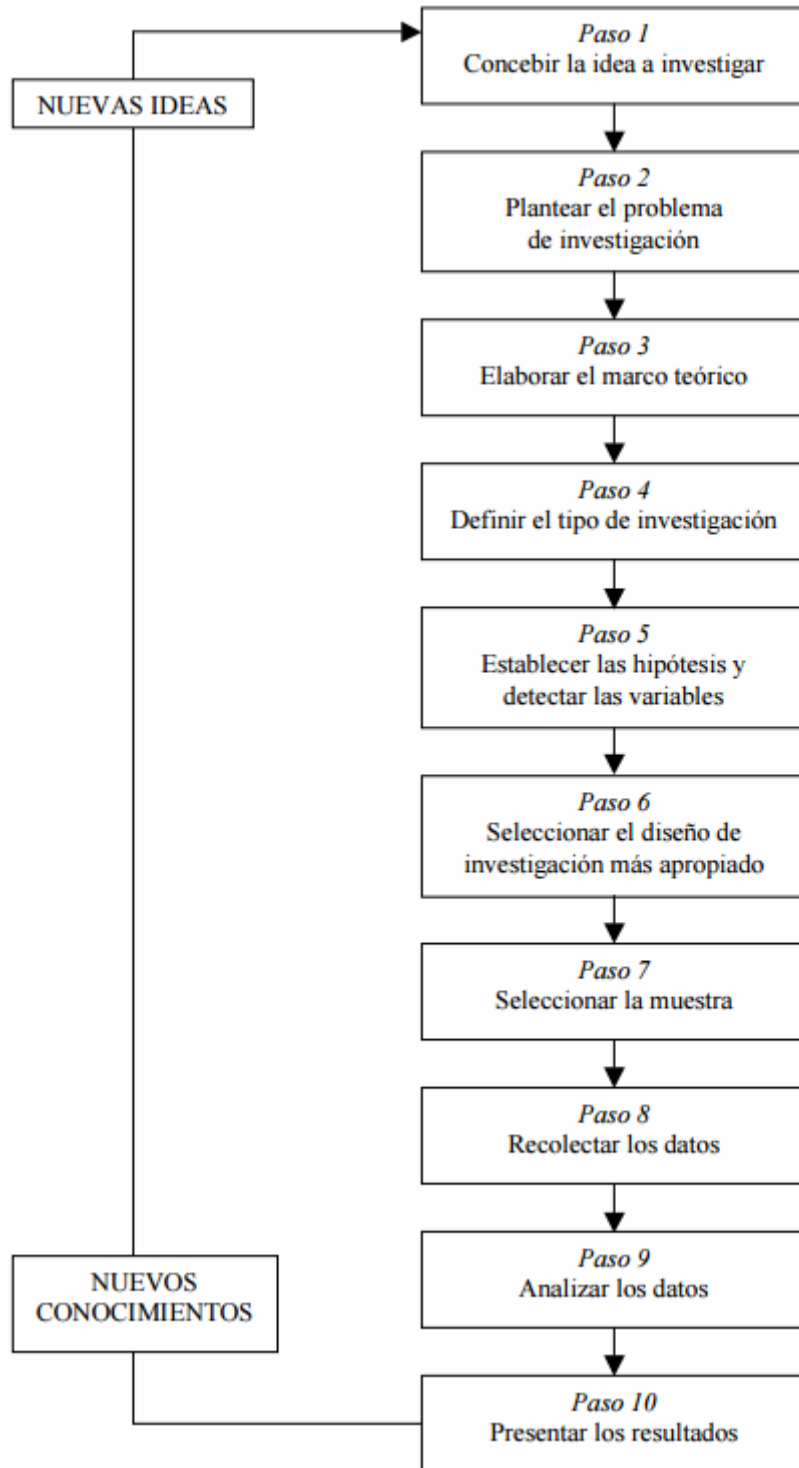 Paso 1
Concebir la idea a investigar
NUEVAS IDEAS
Paso 2
Plantear el problema
de investigación
Paso 3
Elaborar el marco teórico
Paso 4
Definir el tipo de investigación
Paso 5
Establecer las hipótesis y
detectar las variables
Paso 6
Seleccionar el diseño de
investigación más apropiado
Paso 7
Seleccionar la muestra
Paso 8
Recolectar los datos
Paso 9
Analizar los datos
NUEVOS
CONOCIMIENTOS
Paso 10
Presentar los resultados